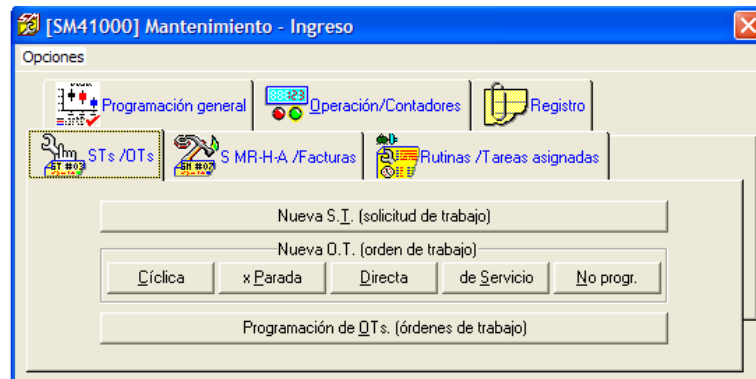 [SM41000] Mantenimiento - Ingreso
Opciones
Programación general Operación/Contadores Registro
STs /OTs S MR-H-A /Facturas Rutinas /Tareas asignadas
Nueva S.T. (solicitud de trabajo)
Nueva O.T. (orden de trabajo)
Cíclica x Parada Directa de Servicio No progr.
Programación de OTs. (órdenes de trabajo)